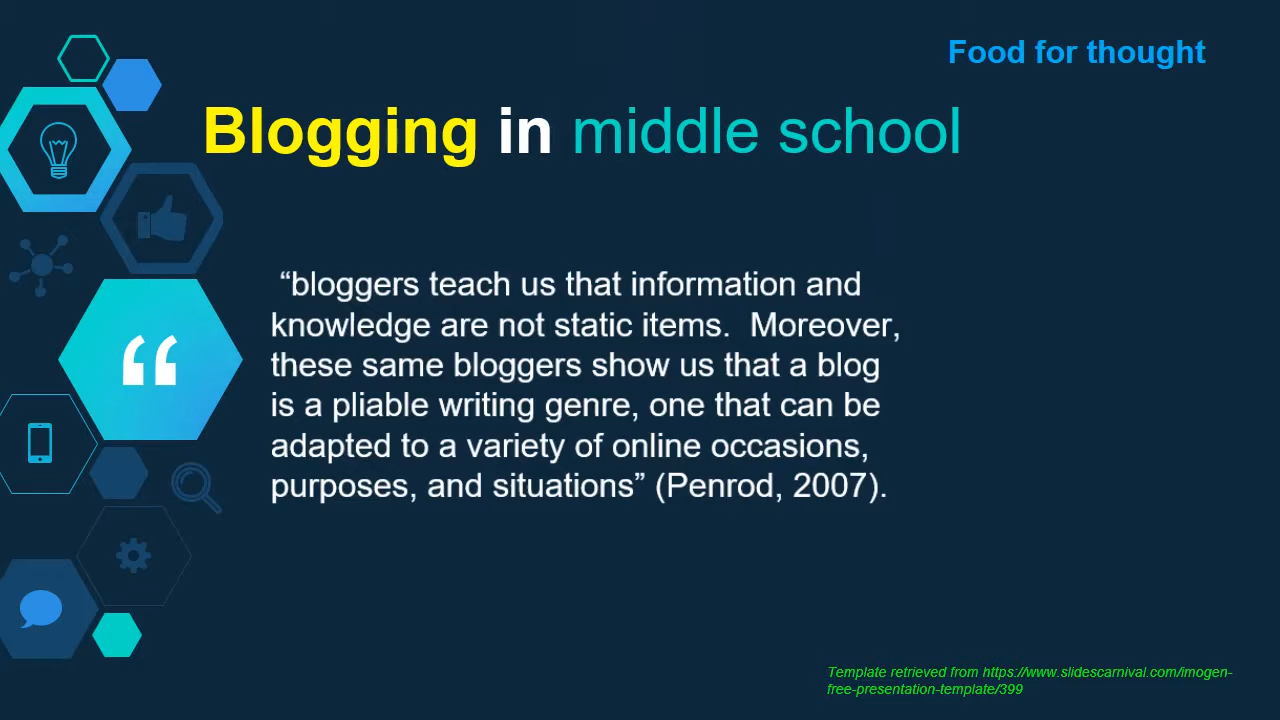 Food for thought
Blogging in middle school
“bloggers teach us that information and
knowledge are not static items.  Moreover,
these same bloggers show us that a blog
is a pliable writing genre, one that can be
adapted to a variety of online occasions,
purposes, and situations” (Penrod, 2007).
Template retrieved from https://www.slidescarnival.com/imogen-
free-presentation-template/399